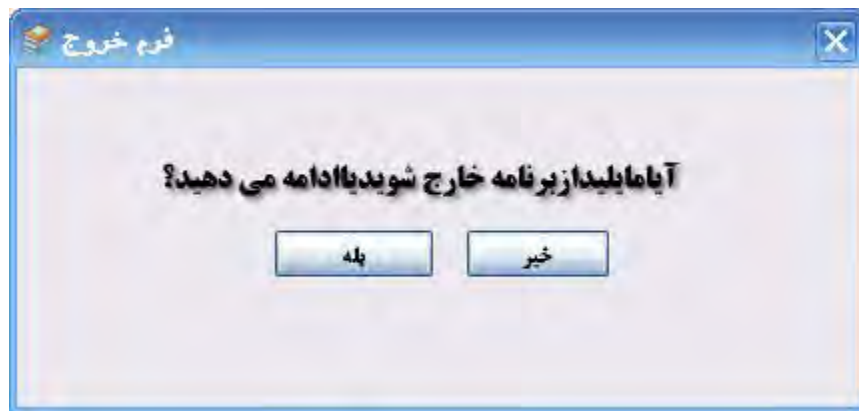 فرم خروج
آیامایلیدازبرنامه خارج شویدیاادامه می دهید؟
خیر
بله